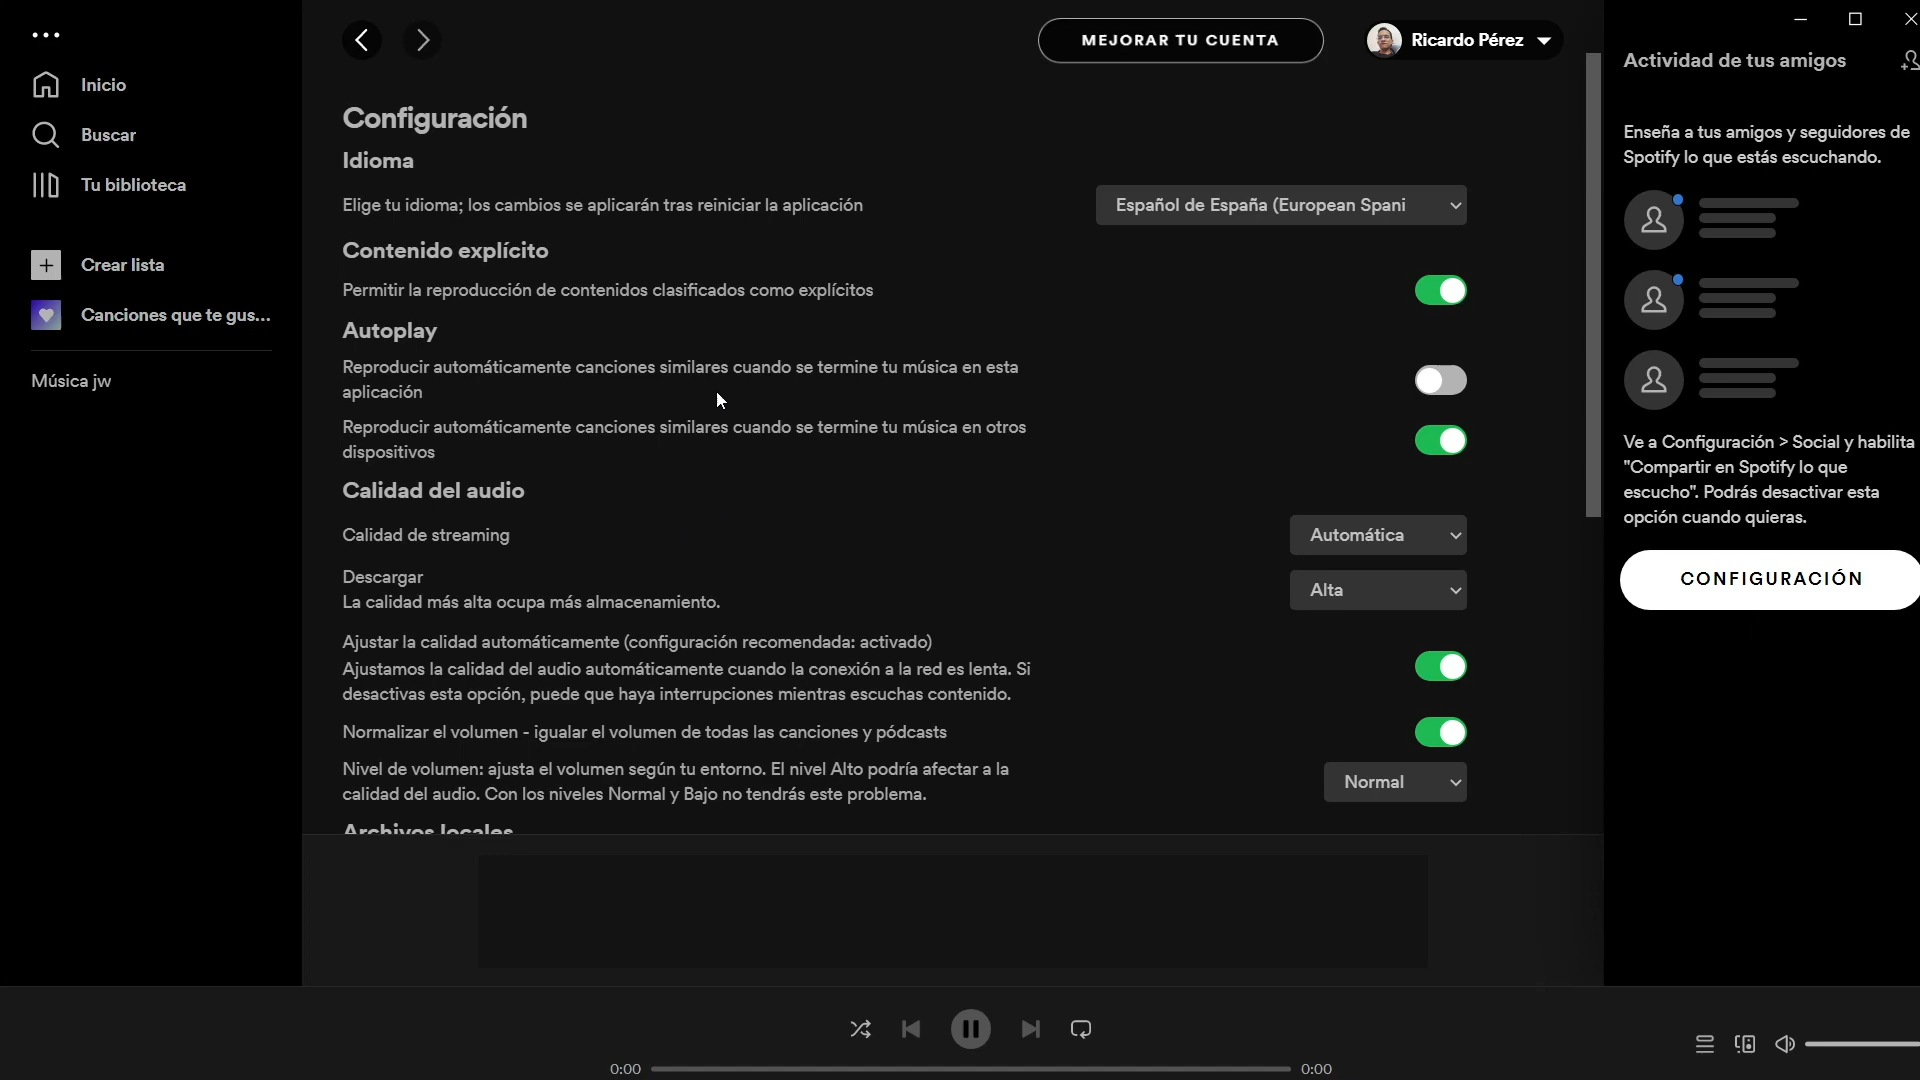 Inicio
Buscar
Tu biblioteca
Crear lista
Canciones que te gus...
Música jw
MEJORAR TU CUENTA
Ricardo Pérez
Configuración
Idioma
Elige tu idioma; los cambios se aplicarán tras reiniciar la aplicación
Español de España (European Spani
Contenido explícito
Permitir la reproducción de contenidos clasificados como explícitos
Autoplay
Reproducir automáticamente canciones similares cuando se termine tu música en esta
aplicación
Reproducir automáticamente canciones similares cuando se termine tu música en otros
dispositivos
Calidad del audio
Calidad de streaming
Automática
Descargar
La calidad más alta ocupa más almacenamiento.
Alta
Ajustar la calidad automáticamente (configuración recomendada: activado)
Ajustamos la calidad del audio automáticamente cuando la conexión a la red es lenta. Si
desactivas esta opción, puede que haya interrupciones mientras escuchas contenido.
Normalizar el volumen - igualar el volumen de todas las canciones y pódcasts
Nivel de volumen: ajusta el volumen según tu entorno. El nivel Alto podría afectar a la
calidad del audio. Con los niveles Normal y Bajo no tendrás este problema.
Normal
Archivos locales
Actividad de tus amigos
Enseña a tus amigos y seguidores de
Spotify lo que estás escuchando.
Ve a Configuración > Social y habilita
"Compartir en Spotify lo que
escucho". Podrás desactivar esta
opción cuando quieras.
CONFIGURACIÓN
0:00
0:00